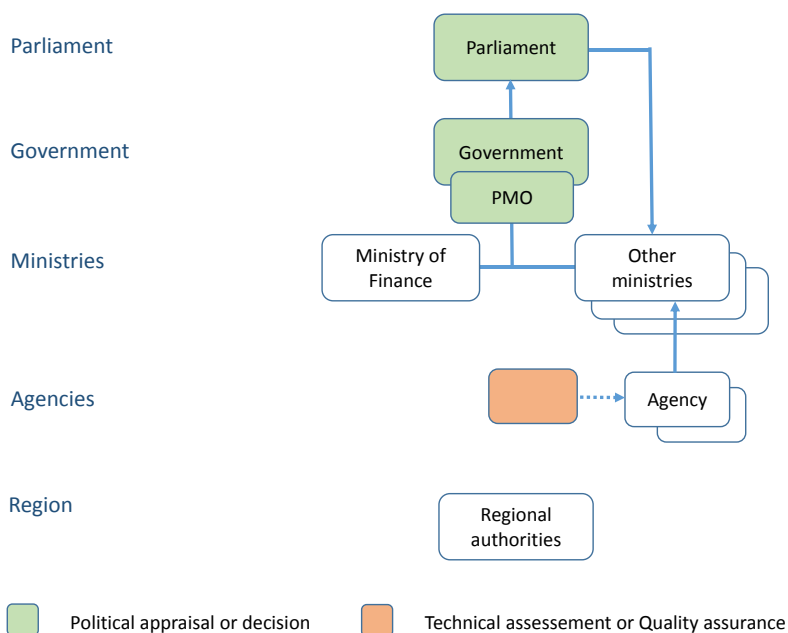 Parliament
Parliament
Government
Government
PMO
Ministries
Ministry of
Finance
Other
ministries
Agencies
Agency
Region
Regional
authorities
Political appraisal or decision
Technical assessement or Quality assurance